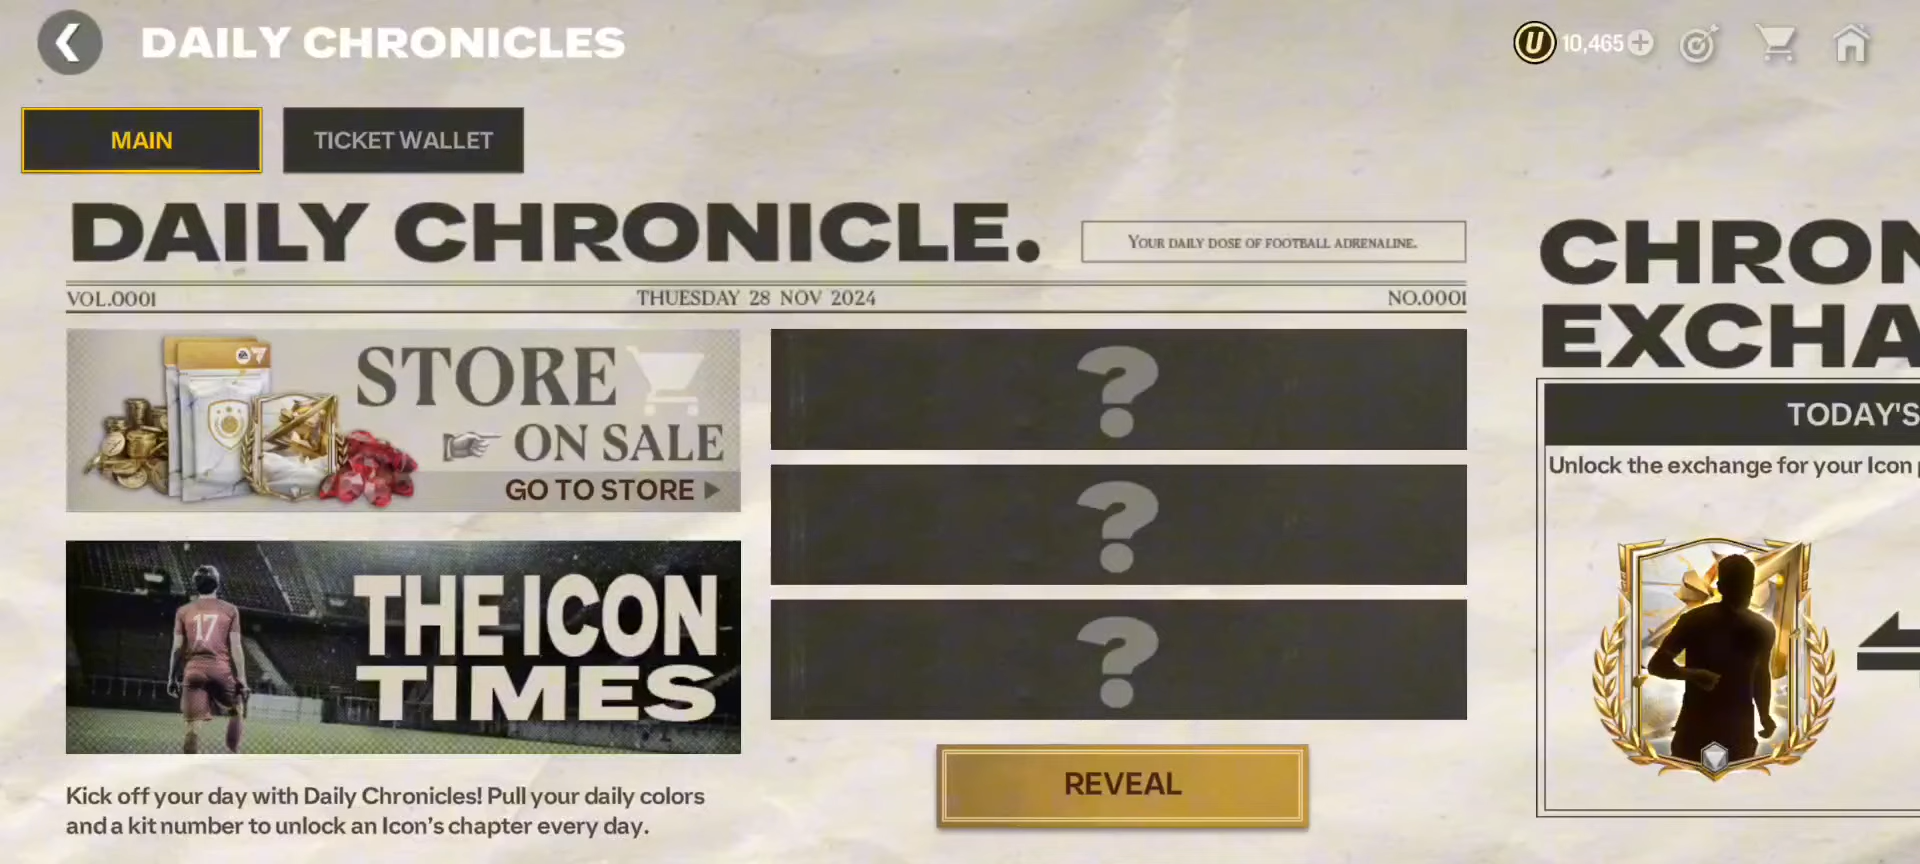 DAILY CHRONICLES
10,465
MAIN
TICKET WALLET
DAILY CHRONICLE.
YOUR DAILY DOSE OF FOOTBALL ADRENALINE.
VOL.0001
THUESDAY 28 NOV 2024
NO.0001
STORE
ON SALE
GO TO STORE
17
THE ICON
TIMES
Kick off your day with Daily Chronicles! Pull your daily colors
and a kit number to unlock an Icon's chapter every day.
?
?
?
REVEAL
CHRON
EXCHA
TODAY'S
Unlock the exchange for your Icon p